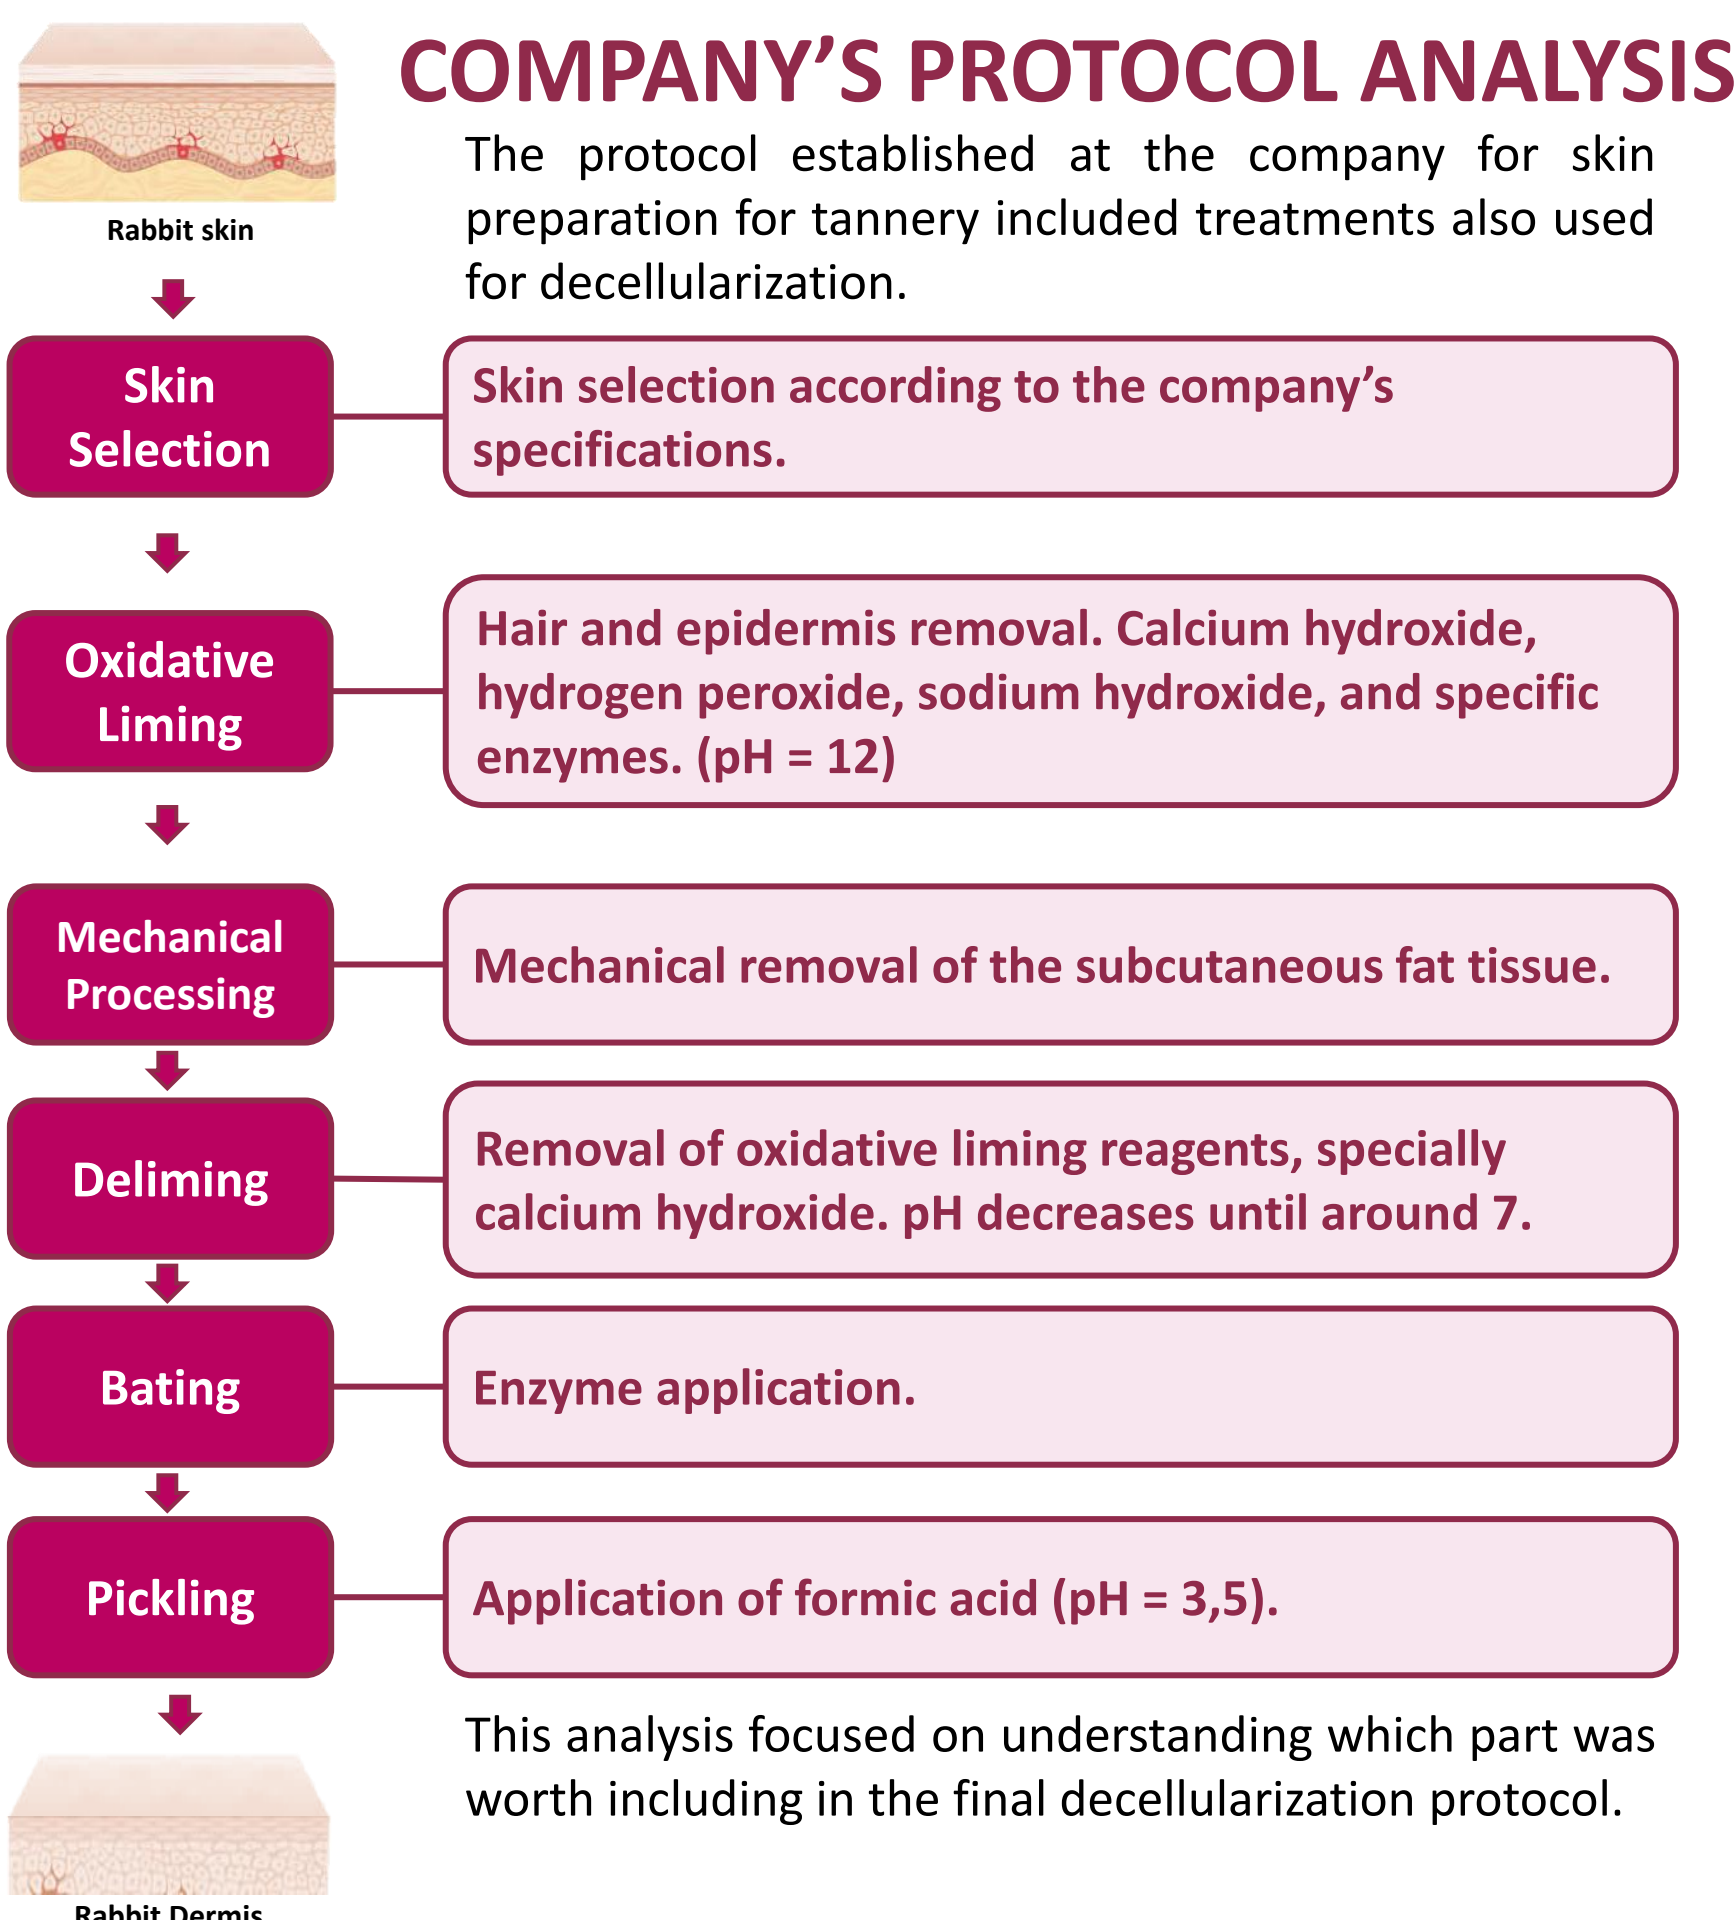 COMPANY’S PROTOCOL ANALYSIS
The protocol established at the company for skin
preparation for tannery included treatments also used
for decellularization.
Rabbit skin
Skin
Selection
Skin selection according to the company’s
specifications.
Oxidative
Liming
Hair and epidermis removal. Calcium hydroxide,
hydrogen peroxide, sodium hydroxide, and specific
enzymes. (pH = 12)
Mechanical
Processing
Mechanical removal of the subcutaneous fat tissue.
Deliming
Removal of oxidative liming reagents, specially
calcium hydroxide. pH decreases until around 7.
Bating
Enzyme application.
Pickling
Application of formic acid (pH = 3,5).
This analysis focused on understanding which part was
worth including in the final decellularization protocol.
Rabbit Dermis